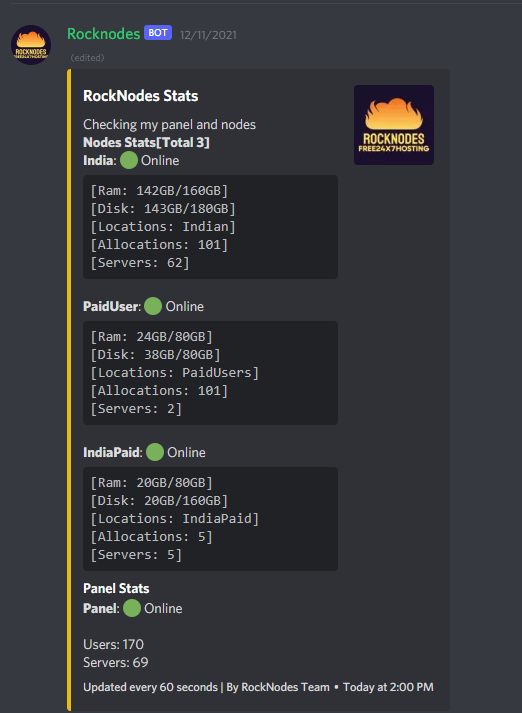 Rocknodes BOT 12/11/2021
ROCKNODES
FREE24X7HOSTING
(edited)
RockNodes Stats
ROCKNODES
FREE24X7HOSTING
Checking my panel and nodes
Nodes Stats[Total 3]
India: Online
[Ram: 142GB/160GB]
[Disk: 143GB/180GB]
[Locations: Indian]
[Allocations: 101]
[Servers: 62]
PaidUser: Online
[Ram: 24GB/80GB]
[Disk: 38GB/80GB]
[Locations: PaidUsers]
[Allocations: 101]
[Servers: 2]
IndiaPaid: Online
[Ram: 20GB/80GB]
[Disk: 20GB/160GB]
[Locations: IndiaPaid]
[Allocations: 5]
[Servers: 5]
Panel Stats
Panel: Online
Users: 170
Servers: 69
Updated every 60 seconds | By RockNodes Team • Today at 2:00 PM